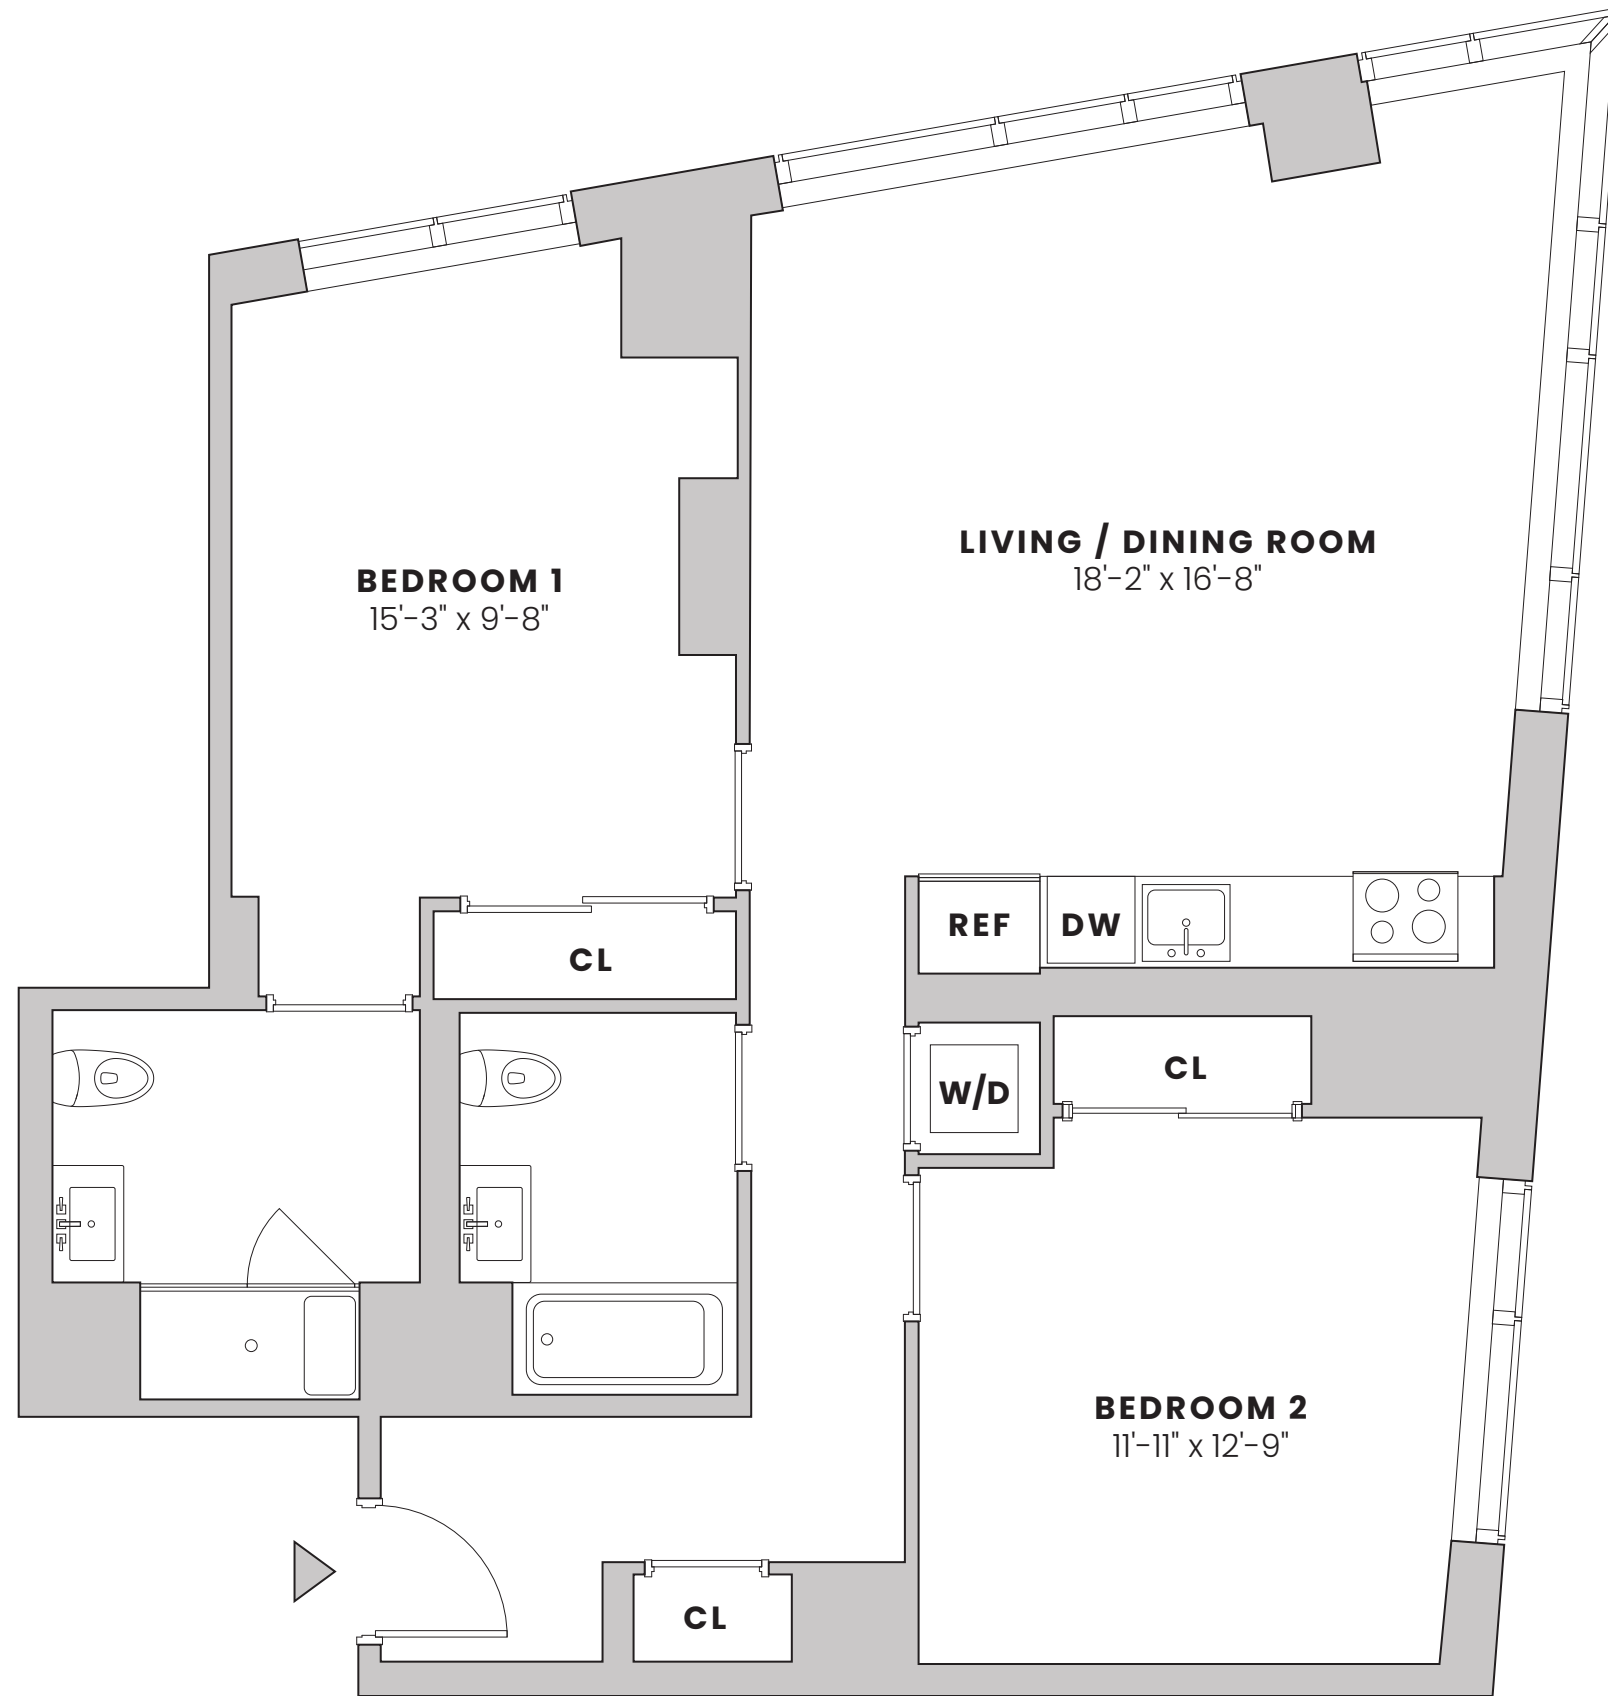 LIVING / DINING ROOM
18'-2" x 16'-8"
BEDROOM 1
15'-3" x 9'-8"
REF
DW
CL
CL
W/D
BEDROOM 2
11'-11" x 12'-9"
CL